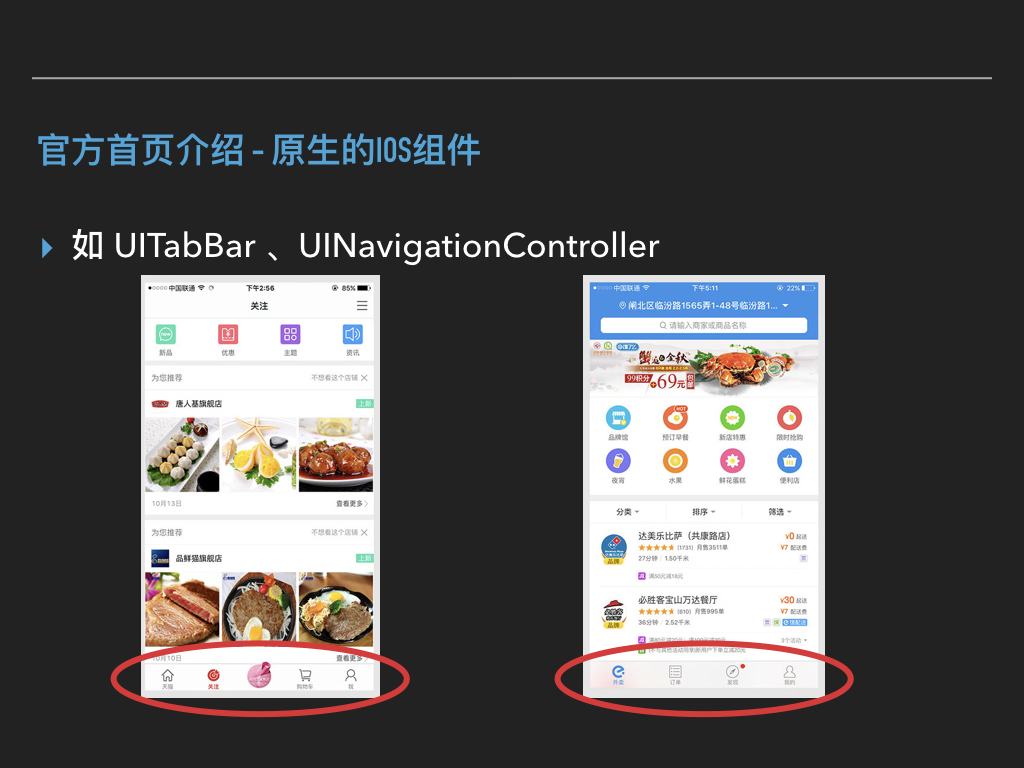 官方首页介绍 - 原生的IOS组件
如 UITabBar 、UINavigationController
中国联通
下午2:56
85%
关注
新品
优惠
主题
资讯
为您推荐
不想看这个店铺
唐人基旗舰店
上新
10月13日
查看更多
为您推荐
不想看这个店铺
品鲜猫旗舰店
上新
10月10日
查看更多
天猫
关注
购物车
我
中国联通
下午5:11
22%
闸北区临汾路1565弄1-48号临汾路1...
请输入商家或商品名称
99积分+69元
品牌馆
预订早餐
HOT
新店特惠
限时抢购
夜宵
水果
鲜花蛋糕
便利店
分类
排序
筛选
达美乐比萨（共康路店）
(1731) 月售3511单
27分钟 | 1.50千米
¥0 起送
¥7 配送费
品牌
减 满50元减18元
必胜客宝山万达餐厅
(810) 月售995单
36分钟 | 2.52千米
¥30 起送
¥7 配送费
品牌
3个活动
外卖
订单
发现
我的